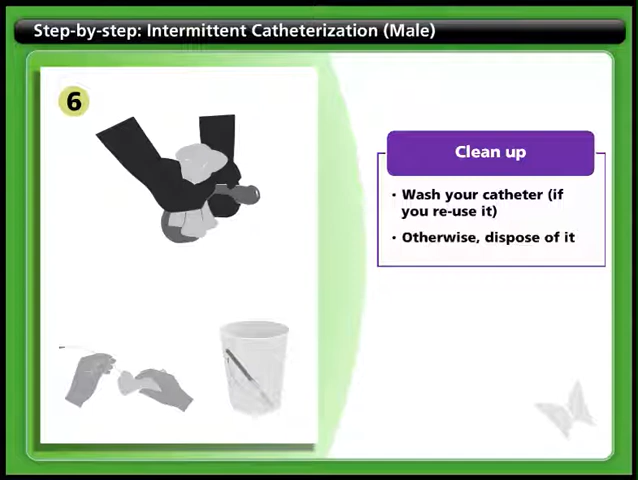 Step-by-step: Intermittent Catheterization (Male)
6
Clean up
• Wash your catheter (if
you re-use it)
• Otherwise, dispose of it